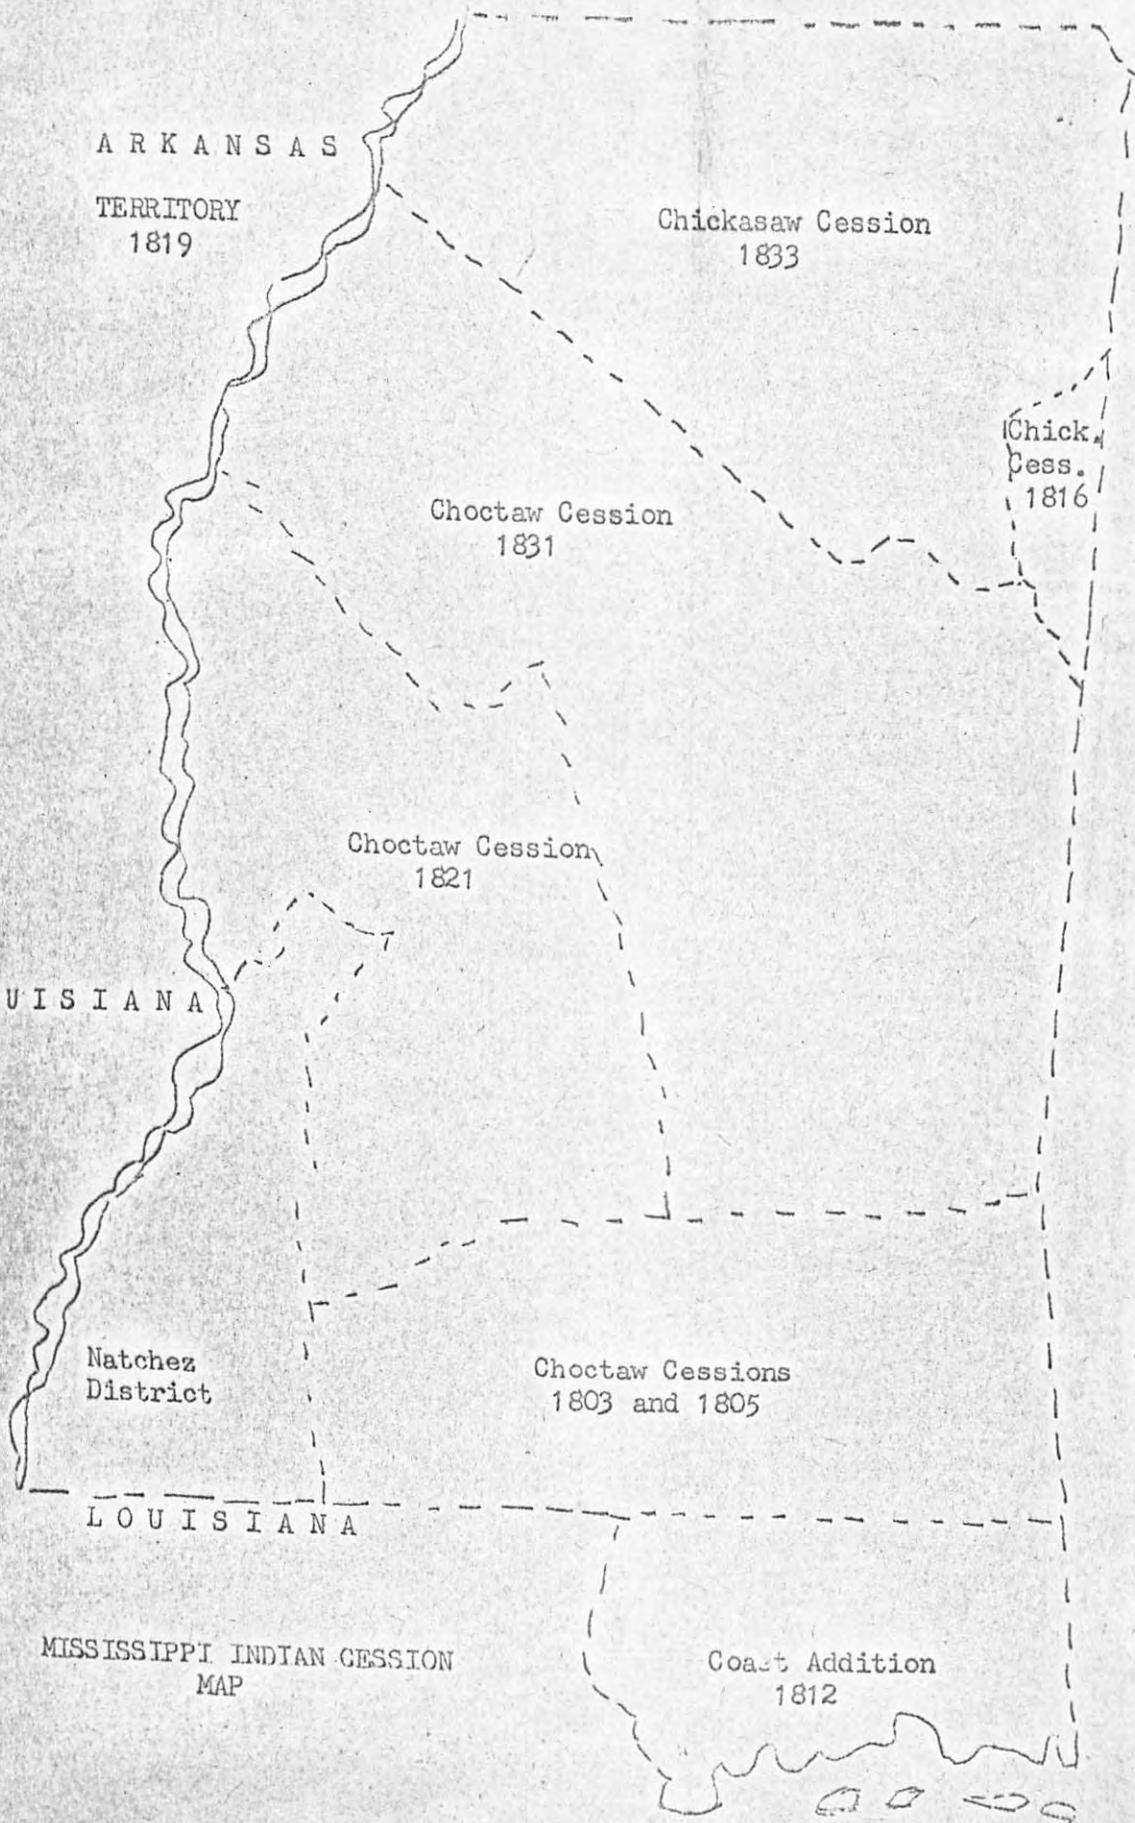 ARKANSAS
TERRITORY
1819
Chickasaw Cession
1833
Chick.
Cess.
1816
Choctaw Cession
1831
Choctaw Cession
1821
UISIANA
Natchez
District
Choctaw Cessions
1803 and 1805
LOUISIANA
MISSISSIPPI INDIAN CESSION
MAP
Coast Addition
1812